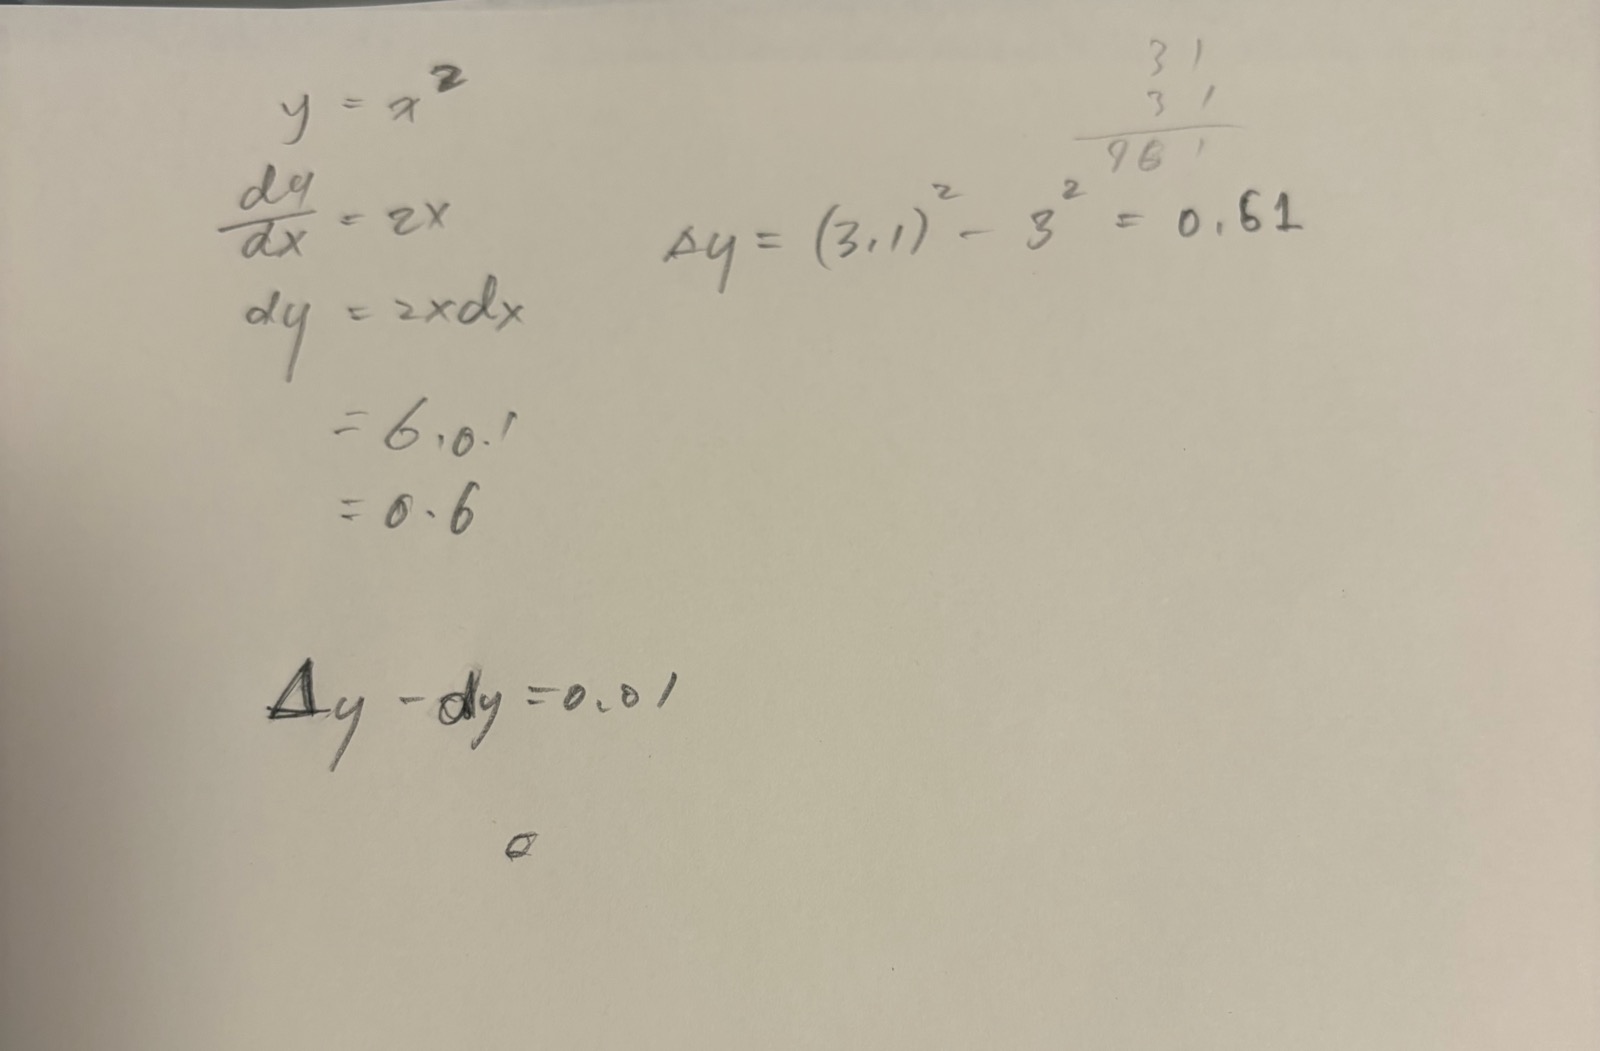 y = x²
dy/dx = 2x
dy = 2xdx
= 6.0.1
= 0.6
31
31
961
Δy = (3.1)² - 3² = 0.61
Δy - dy = 0.01
0